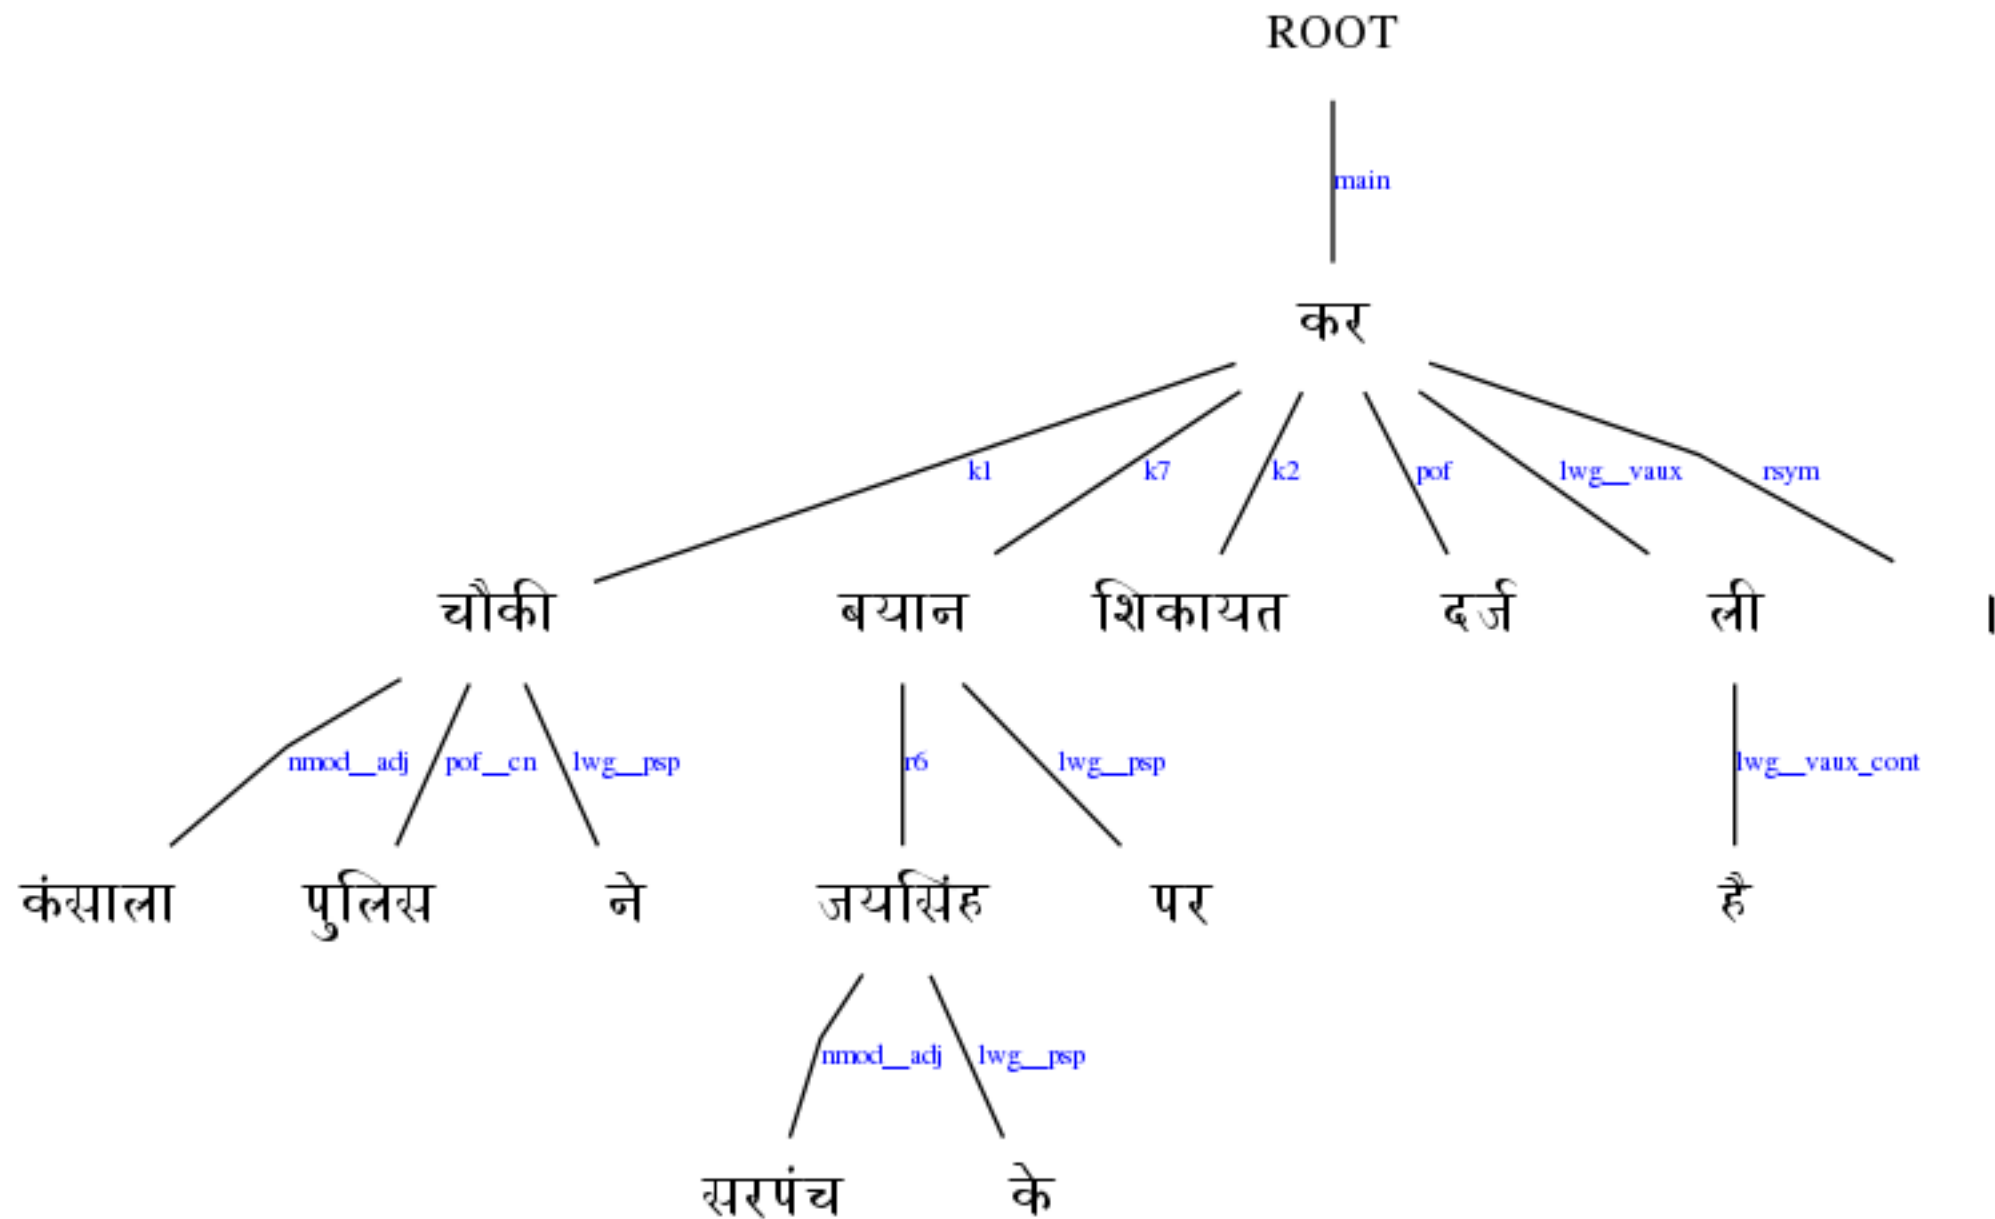 ROOT
main
कर
k1 k7 k2 pof lwg__vaux rsym
चौकी बयान शिकायत दर्ज ली ।
nmod__adj pof__cn lwg__psp r6 lwg__psp lwg__vaux_cont
कंसाला पुलिस ने जयसिंह पर है
nmod__adj lwg__psp
सरपंच के